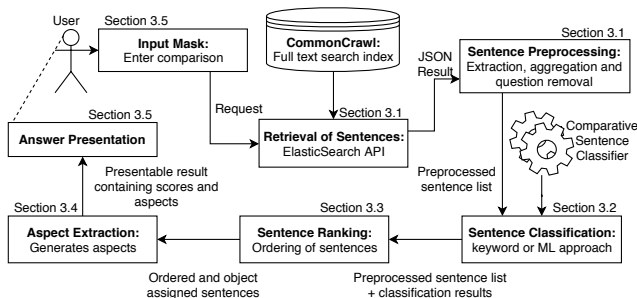 User
Section 3.5
Input Mask:
Enter comparison
CommonCrawl:
Full text search index
JSON
Result
Section 3.1
Sentence Preprocessing:
Extraction, aggregation and
question removal
Request
Section 3.1
Retrieval of Sentences:
ElasticSearch API
Section 3.5
Answer Presentation
Comparative
Sentence
Classifier
Presentable result
containing scores and
aspects
Preprocessed
sentence list
Section 3.4
Aspect Extraction:
Generates aspects
Section 3.3
Sentence Ranking:
Ordering of sentences
Section 3.2
Sentence Classification:
keyword or ML approach
Ordered and object
assigned sentences
Preprocessed sentence list
+ classification results